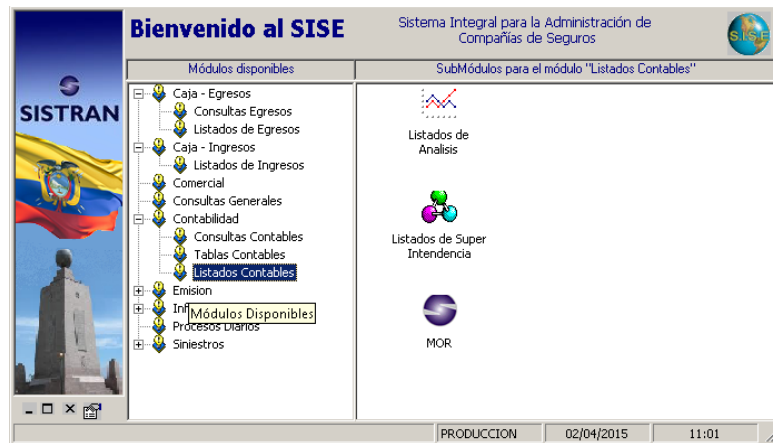 Bienvenido al SISE
Sistema Integral para la Administración de
Compañías de Seguros
S.I.S.E
Módulos disponibles
SubMódulos para el módulo "Listados Contables"
SISTRAN
Caja - Egresos
Consultas Egresos
Listados de Egresos
Caja - Ingresos
Listados de Ingresos
Comercial
Consultas Generales
Contabilidad
Consultas Contables
Tablas Contables
Listados Contables
Emision
Módulos Disponibles
Procesos Diarios
Siniestros
Listados de
Analisis
Listados de Super
Intendencia
MOR
PRODUCCION
02/04/2015
11:01